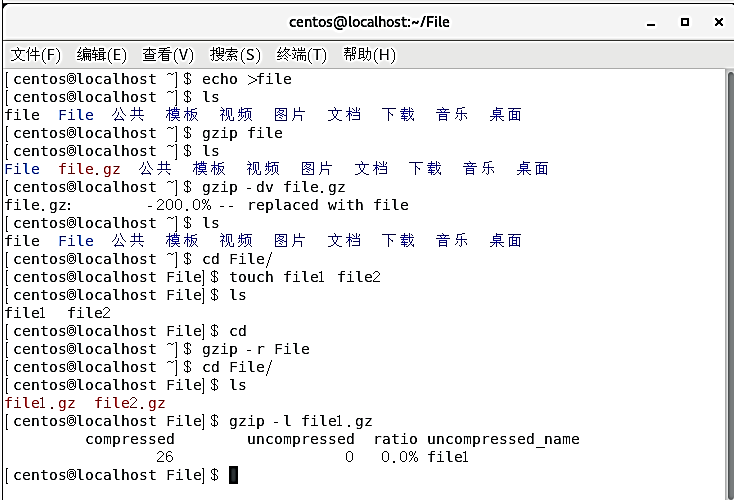 centos@localhost:~/File
文件(F) 编辑(E) 查看(V) 搜索(S) 终端(T) 帮助(H)
[centos@localhost ~]$ echo >file
[centos@localhost ~]$ ls
file File 公共 模板 视频 图片 文档 下载 音乐 桌面
[centos@localhost ~]$ gzip file
[centos@localhost ~]$ ls
File file.gz 公共 模板 视频 图片 文档 下载 音乐 桌面
[centos@localhost ~]$ gzip -dv file.gz
file.gz: -200.0% -- replaced with file
[centos@localhost ~]$ ls
file File 公共 模板 视频 图片 文档 下载 音乐 桌面
[centos@localhost ~]$ cd File/
[centos@localhost File]$ touch file1 file2
[centos@localhost File]$ ls
file1 file2
[centos@localhost File]$ cd
[centos@localhost ~]$ gzip -r File
[centos@localhost ~]$ cd File/
[centos@localhost File]$ ls
file1.gz file2.gz
[centos@localhost File]$ gzip -l file1.gz
compressed uncompressed ratio uncompressed_name
26 0 0.0% file1
[centos@localhost File]$